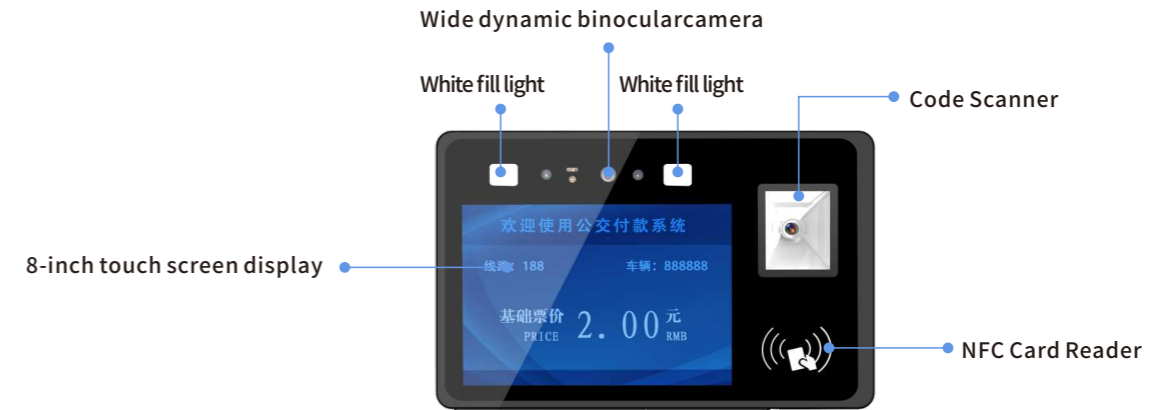 Wide dynamic binocularcamera
White fill light
White fill light
Code Scanner
欢迎使用公交付款系统
8-inch touch screen display
线路: 188
车辆: 888888
基础票价 2.00 元
PRICE RMB
NFC Card Reader